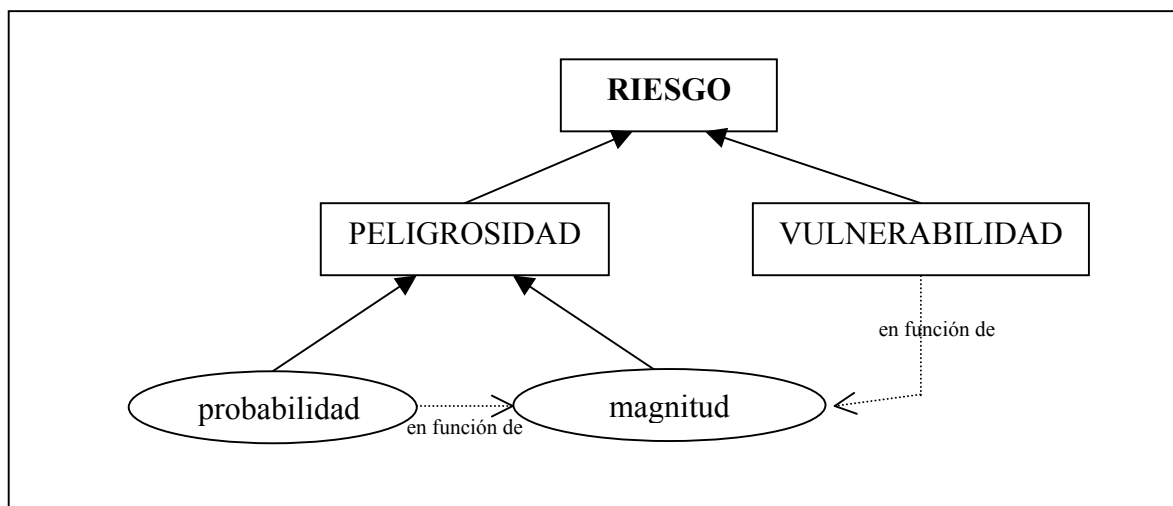 RIESGO
PELIGROSIDAD
VULNERABILIDAD
en función de
probabilidad
magnitud
en función de